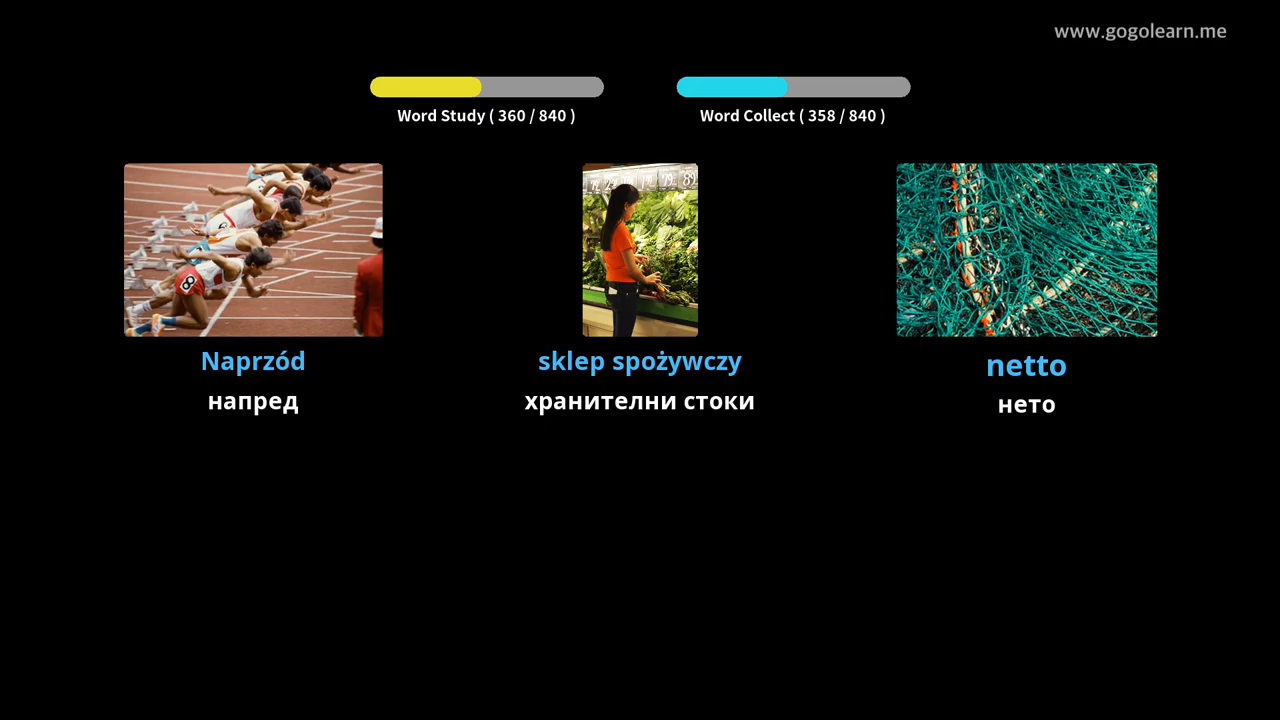 www.gogolearn.me
Word Study ( 360 / 840 )
Word Collect ( 358 / 840 )
Naprzód
напред
sklep spożywczy
хранителни стоки
netto
нето